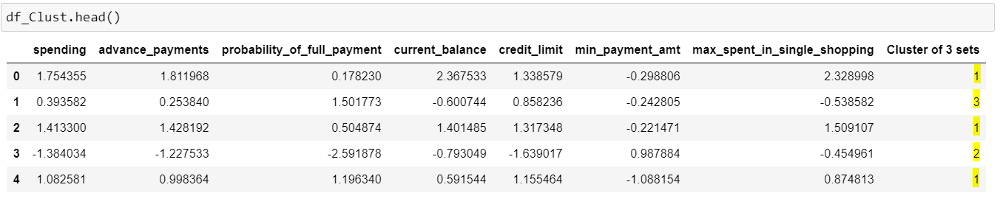 df_Clust.head()
spending advance_payments probability_of_full_payment current_balance credit_limit min_payment_amt max_spent_in_single_shopping Cluster of 3 sets
0 1.754355 1.811968 0.178230 2.367533 1.338579 -0.298806 2.328998 1
1 0.393582 0.253840 1.501773 -0.600744 0.858236 -0.242805 -0.538582 3
2 1.413300 1.428192 0.504874 1.401485 1.317348 -0.221471 1.509107 1
3 -1.384034 -1.227533 -2.591878 -0.793049 -1.639017 0.987884 -0.454961 2
4 1.082581 0.998364 1.196340 0.591544 1.155464 -1.088154 0.874813 1